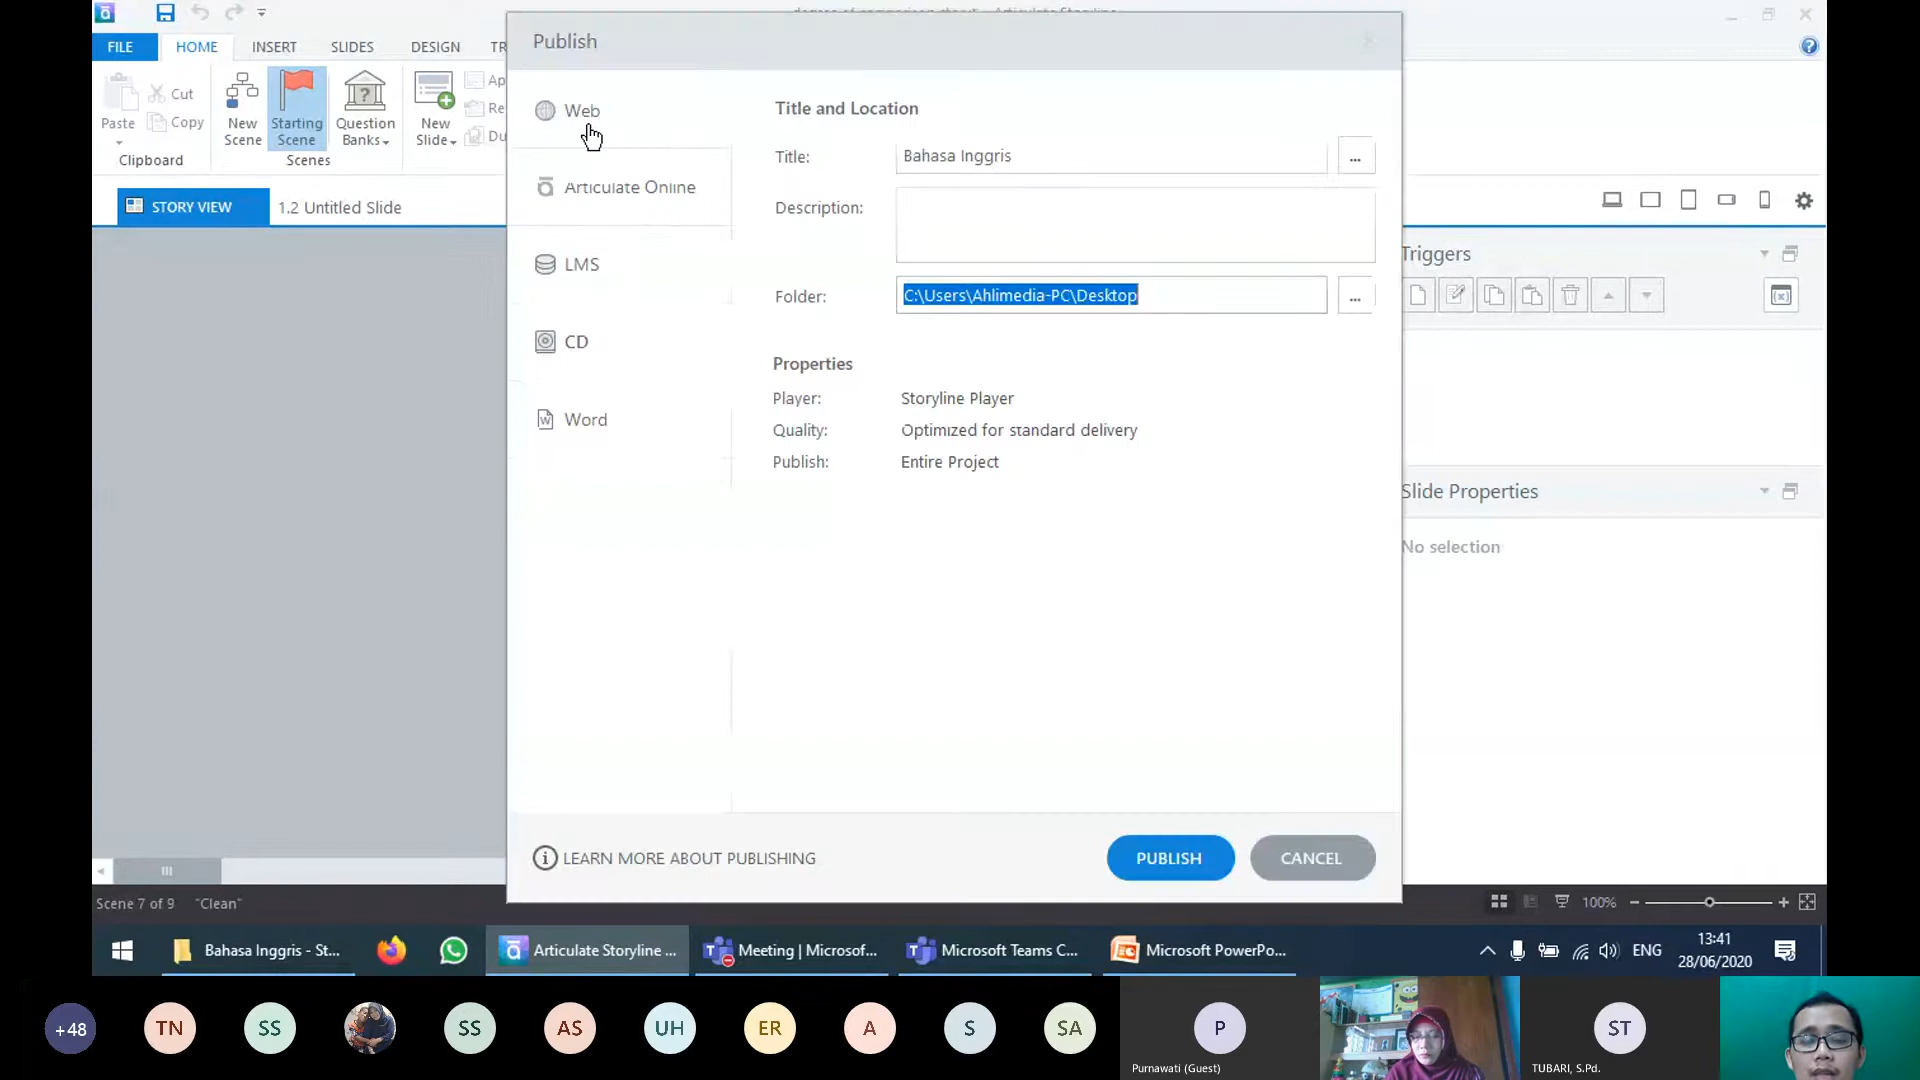 FILE
HOME
INSERT
SLIDES
DESIGN
TR
Publish
Paste
Cut
Copy
Clipboard
New
Scene
Starting
Scene
Question
Banks
Scenes
New
Slide
Ap
Re
Du
STORY VIEW
1.2 Untitled Slide
Web
Articulate Online
LMS
CD
Word
Title and Location
Title:
Bahasa Inggris
...
Description:
Folder:
C:\Users\Ahlimedia-PC\Desktop
...
Properties
Player:
Storyline Player
Quality:
Optimized for standard delivery
Publish:
Entire Project
LEARN MORE ABOUT PUBLISHING
PUBLISH
CANCEL
Triggers
Slide Properties
No selection
Scene 7 of 9
"Clean"
100%
Bahasa Inggris - St...
Articulate Storyline ...
Meeting | Microsof...
Microsoft Teams C...
Microsoft PowerPo...
ENG
13:41
28/06/2020
+48
TN
SS
SS
AS
UH
ER
A
S
SA
P
Purnawati (Guest)
ST
TUBARI, S.Pd.